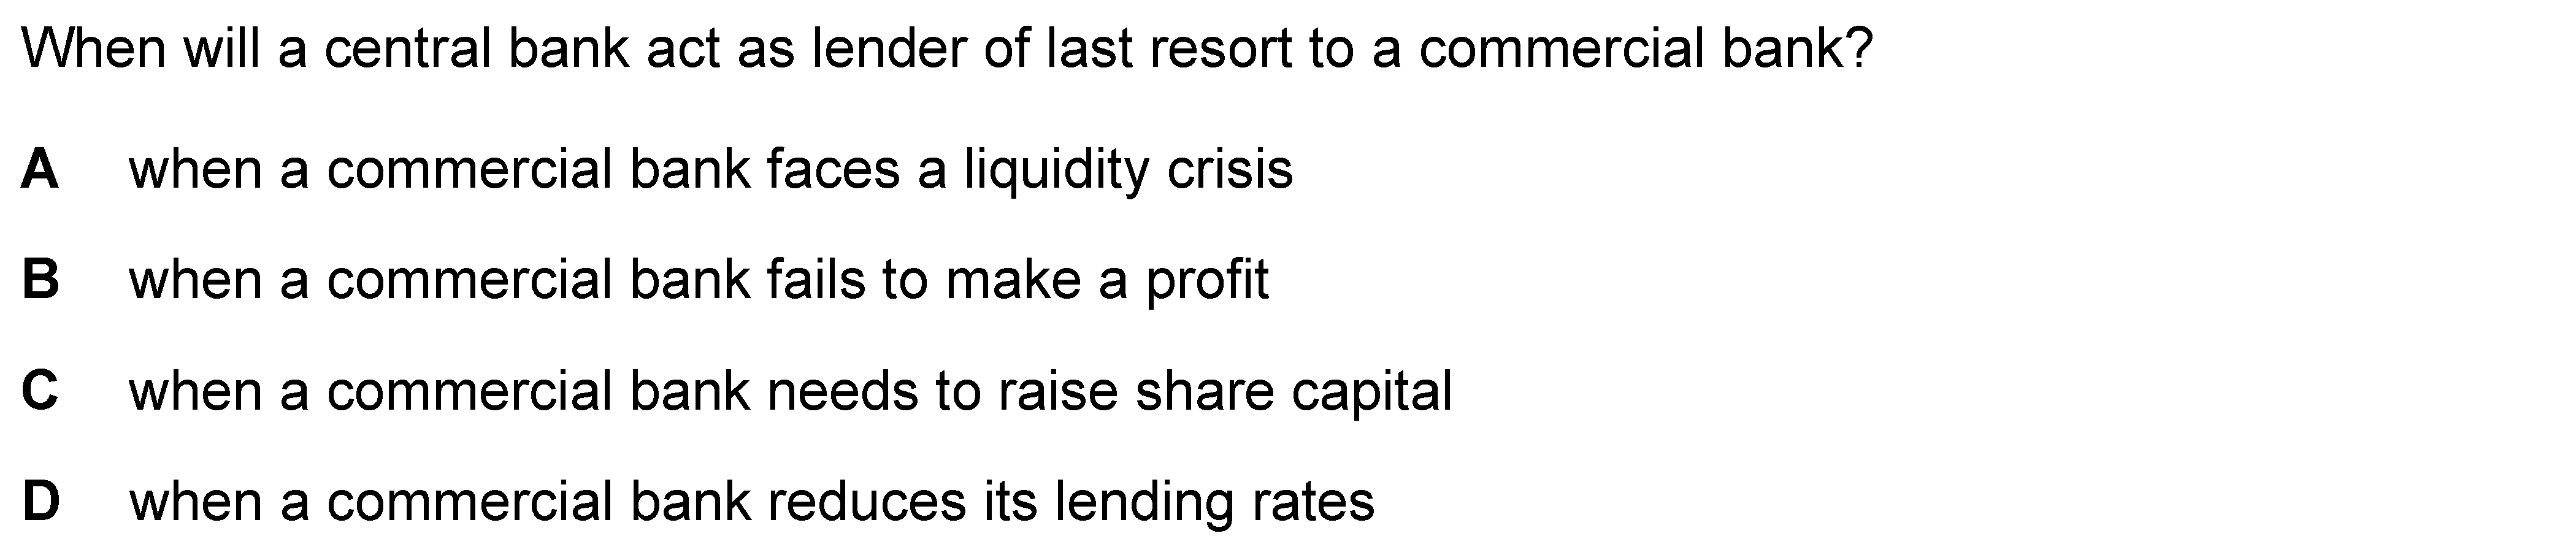 When will a central bank act as lender of last resort to a commercial bank?
A when a commercial bank faces a liquidity crisis
B when a commercial bank fails to make a profit
C when a commercial bank needs to raise share capital
D when a commercial bank reduces its lending rates